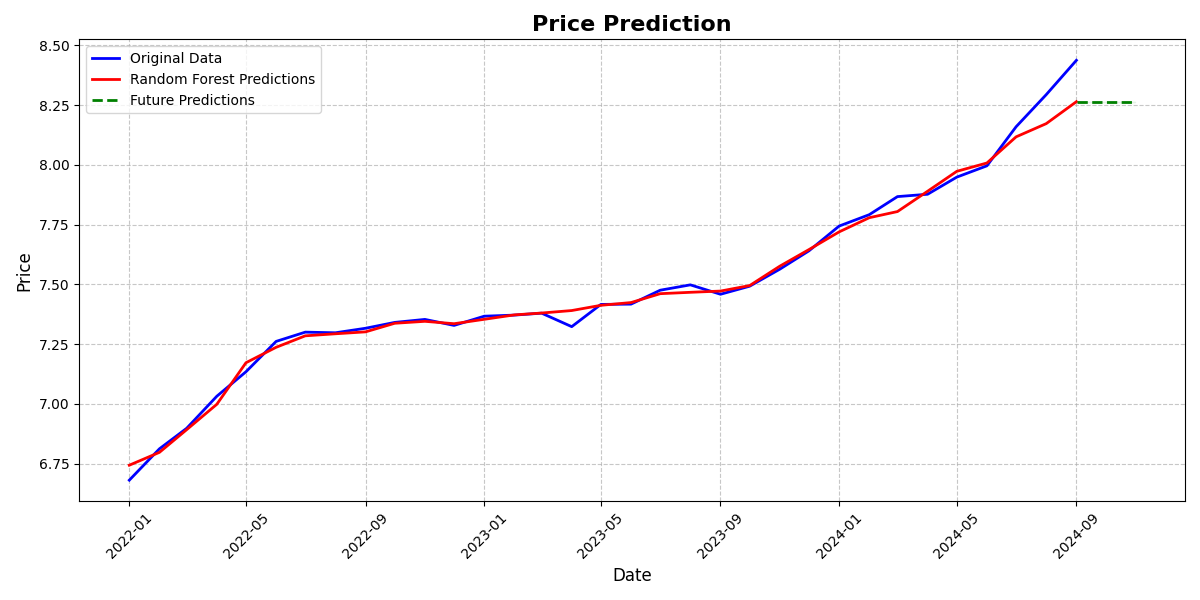 Price Prediction
Original Data
Random Forest Predictions
Future Predictions
Price
8.50
8.25
8.00
7.75
7.50
7.25
7.00
6.75
2022-01
2022-05
2022-09
2023-01
2023-05
2023-09
2024-01
2024-05
2024-09
Date